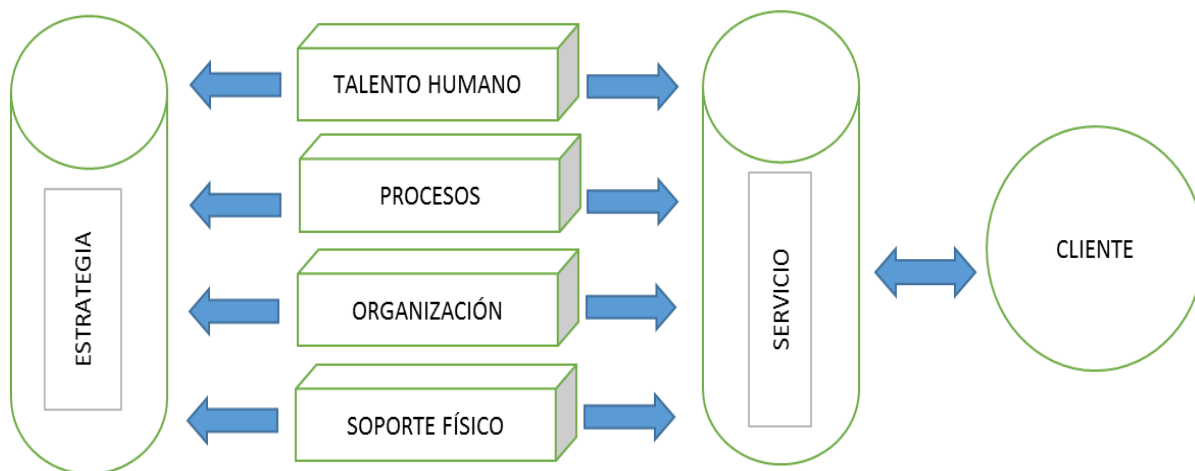 ESTRATEGIA
TALENTO HUMANO
PROCESOS
ORGANIZACIÓN
SOPORTE FÍSICO
SERVICIO
CLIENTE